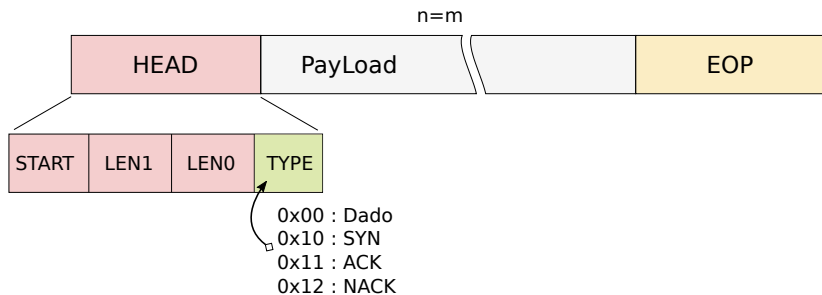 n=m
HEAD PayLoad EOP
START LEN1 LEN0 TYPE
0x00 : Dado
0x10 : SYN
0x11 : ACK
0x12 : NACK